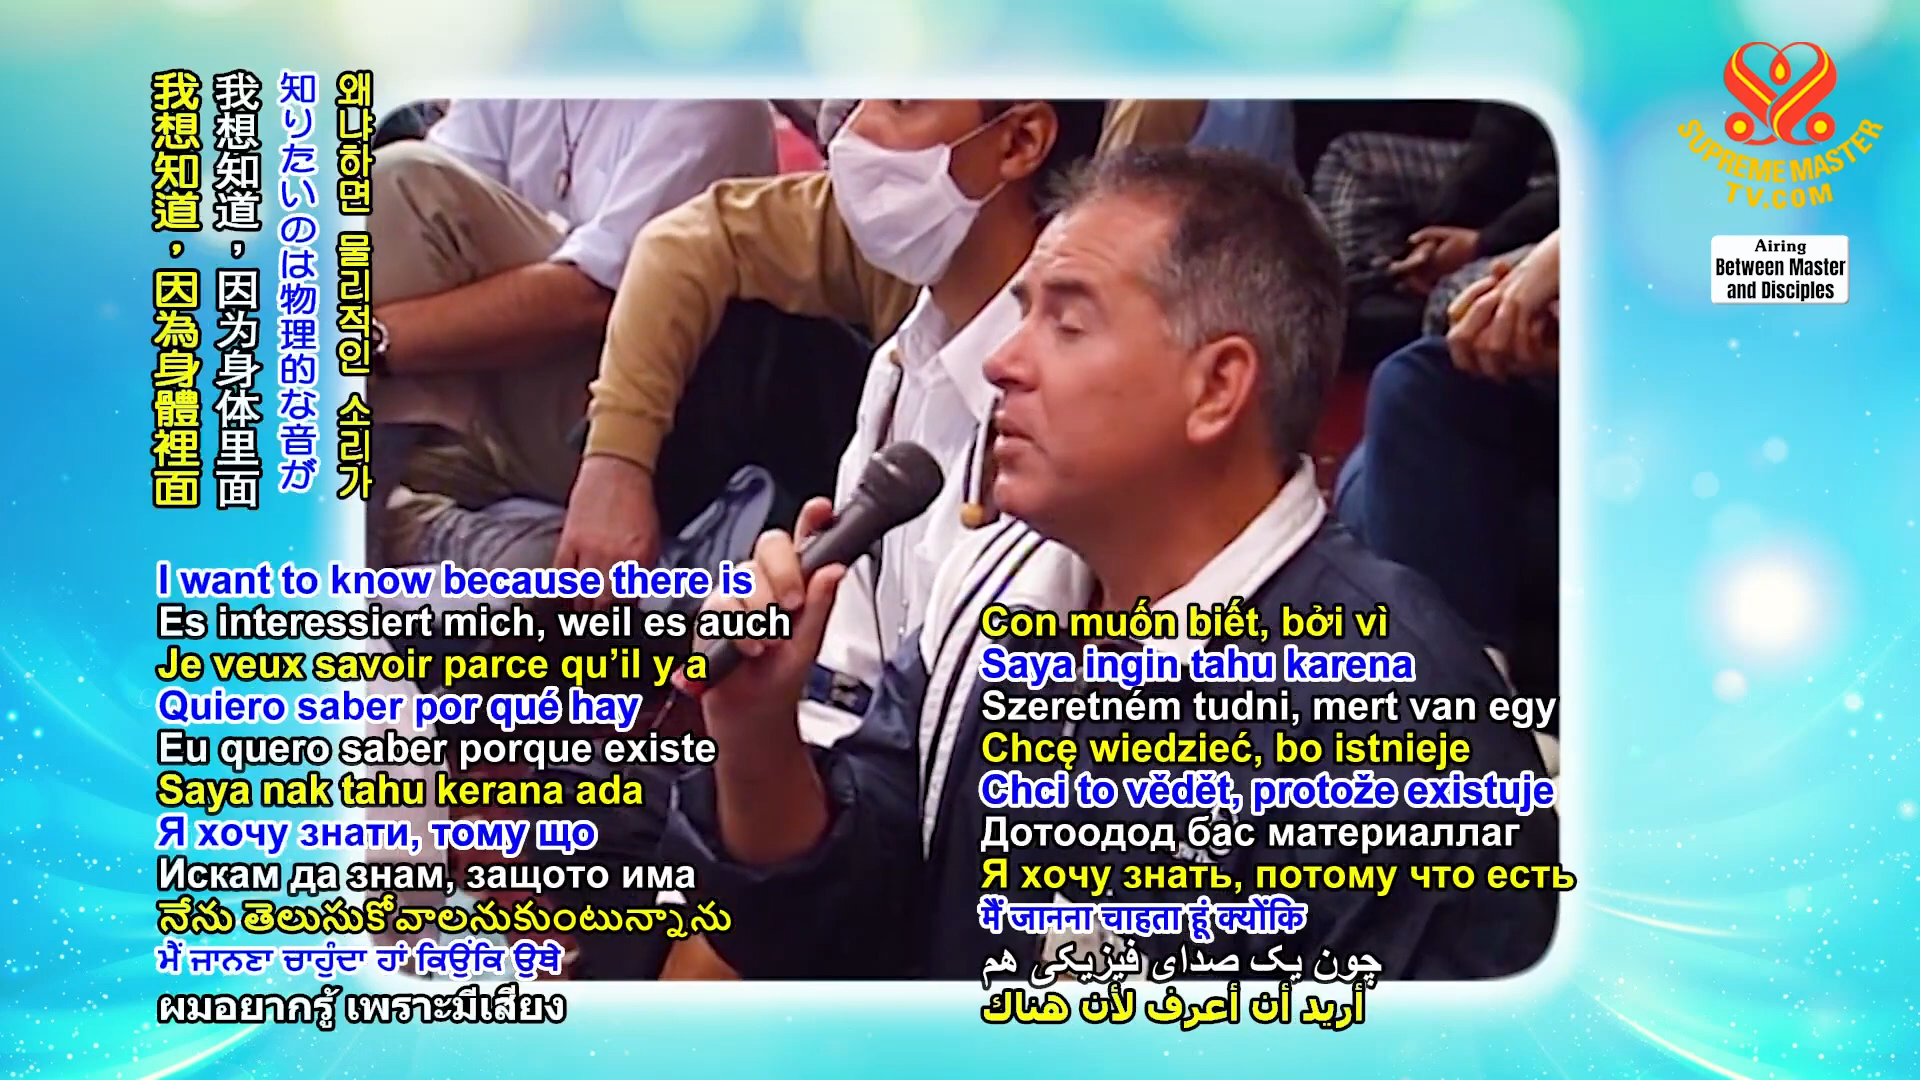 我想知道，因為身體裡面
我想知道，因为身体里面
知りたいのは物理的な音が
왜냐하면 물리적인 소리가
SUPREME MASTER
TV.COM
Airing
Between Master
and Disciples
I want to know because there is
Es interessiert mich, weil es auch
Je veux savoir parce qu’il y a
Quiero saber por qué hay
Eu quero saber porque existe
Saya nak tahu kerana ada
Я хочу знати, тому що
Искам да знам, защото има
నేను తెలుసుకోవాలనుకుంటున్నాను
ਮੈਂ ਜਾਨਣਾ ਚਾਹੁੰਦਾ ਹਾਂ ਕਿਉਂਕਿ ਉਥੇ
ผมอยากรู้ เพราะมีเสียง
Con muốn biết, bởi vì
Saya ingin tahu karena
Szeretném tudni, mert van egy
Chcę wiedzieć, bo istnieje
Chci to vědět, protože existuje
Дотоодод бас материаллаг
Я хочу знать, потому что есть
मैं जानना चाहता हूं क्योंकि
چون یک صدای فیزیکی هم
أريد أن أعرف لأن هناك